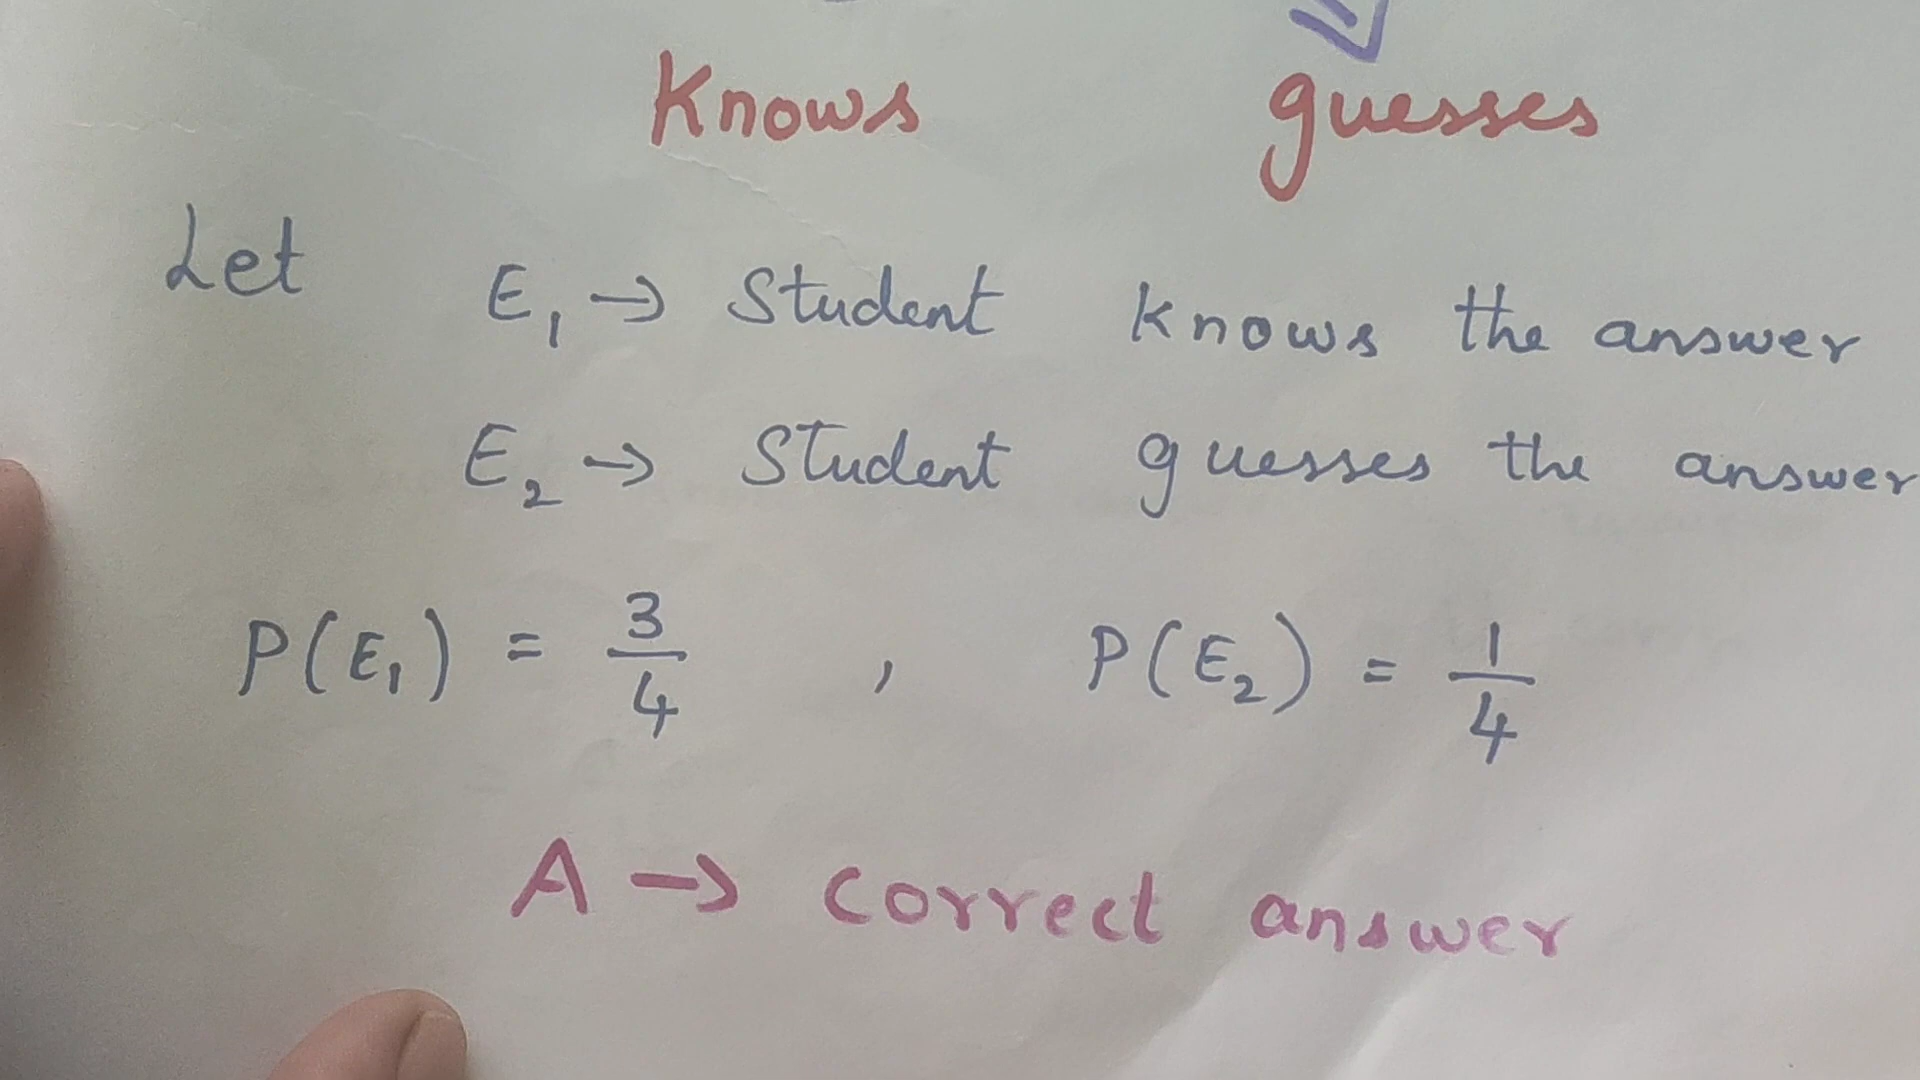 Knows guesses
Let E₁ → Student knows the answer
E₂ → Student guesses the answer
P(E₁) = 3/4 , P(E₂) = 1/4
A → correct answer